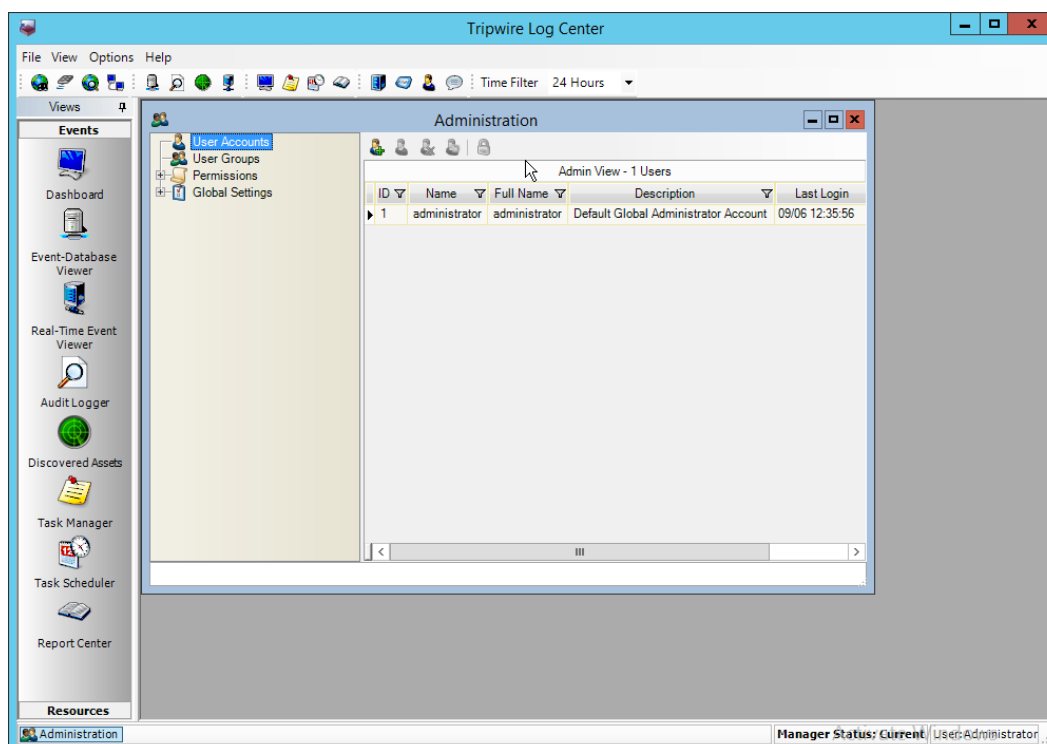 Tripwire Log Center
File View Options Help
Time Filter 24 Hours
Views
Events
Dashboard
Event-Database
Viewer
Real-Time Event
Viewer
Audit Logger
Discovered Assets
Task Manager
Task Scheduler
Report Center
Resources
Administration
User Accounts
User Groups
Permissions
Global Settings
Admin View - 1 Users
ID Name Full Name Description Last Login
1 administrator administrator Default Global Administrator Account 09/06 12:35:56
Administration
Manager Status: Current User:Administrator